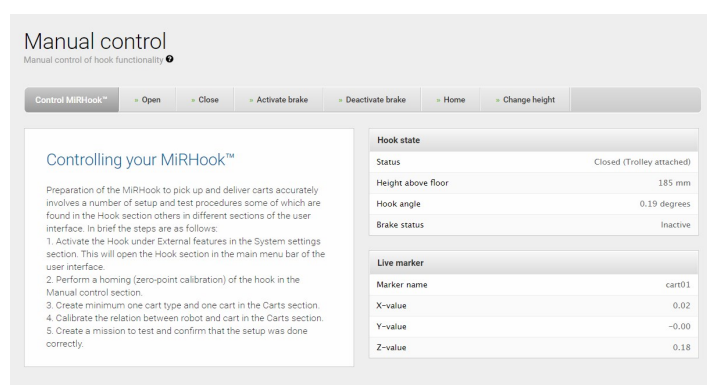 Manual control
Manual control of hook functionality ?
Control MiRHook™ » Open » Close » Activate brake » Deactivate brake » Home » Change height
Controlling your MiRHook™
Preparation of the MiRHook to pick up and deliver carts accurately
involves a number of setup and test procedures some of which are
found in the Hook section others in different sections of the user
interface. In brief the steps are as follows:
1. Activate the Hook under External features in the System settings
section. This will open the Hook section in the main menu bar of the
user interface.
2. Perform a homing (zero-point calibration) of the hook in the
Manual control section.
3. Create minimum one cart type and one cart in the Carts section.
4. Calibrate the relation between robot and cart in the Carts section.
5. Create a mission to test and confirm that the setup was done
correctly.
Hook state
Status Closed (Trolley attached)
Height above floor 185 mm
Hook angle 0.19 degrees
Brake status Inactive
Live marker
Marker name cart01
X-value 0.02
Y-value -0.00
Z-value 0.18